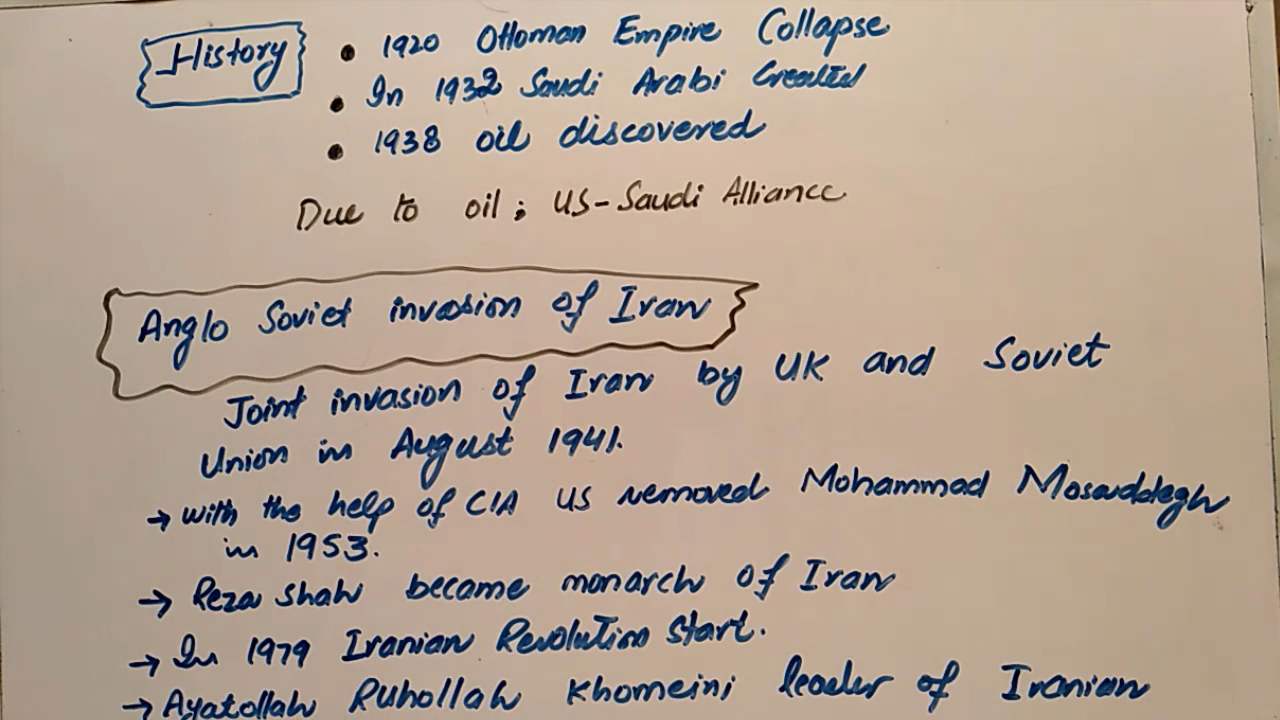 History
• 1920 Ottoman Empire Collapse
• In 1932 Saudi Arabi Created
• 1938 oil discovered
Due to oil ; US-Saudi Alliance
Anglo Soviet invasion of Iran
Joint invasion of Iran by UK and Soviet
Union in August 1941.
→ With the help of CIA US removed Mohammad Mosaddegh
in 1953.
→ Reza shah became monarch of Iran
→ In 1979 Iranian Revolution Start.
→ Ayatollah Ruhollah Khomeini leader of Iranian